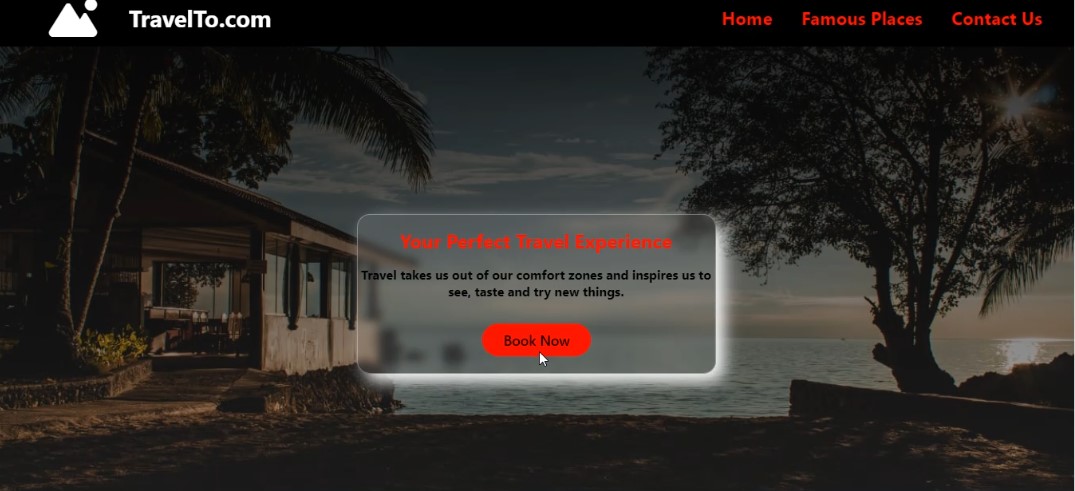 TravelTo.com
Home Famous Places Contact Us
Your Perfect Travel Experience
Travel takes us out of our comfort zones and inspires us to
see, taste and try new things.
Book Now